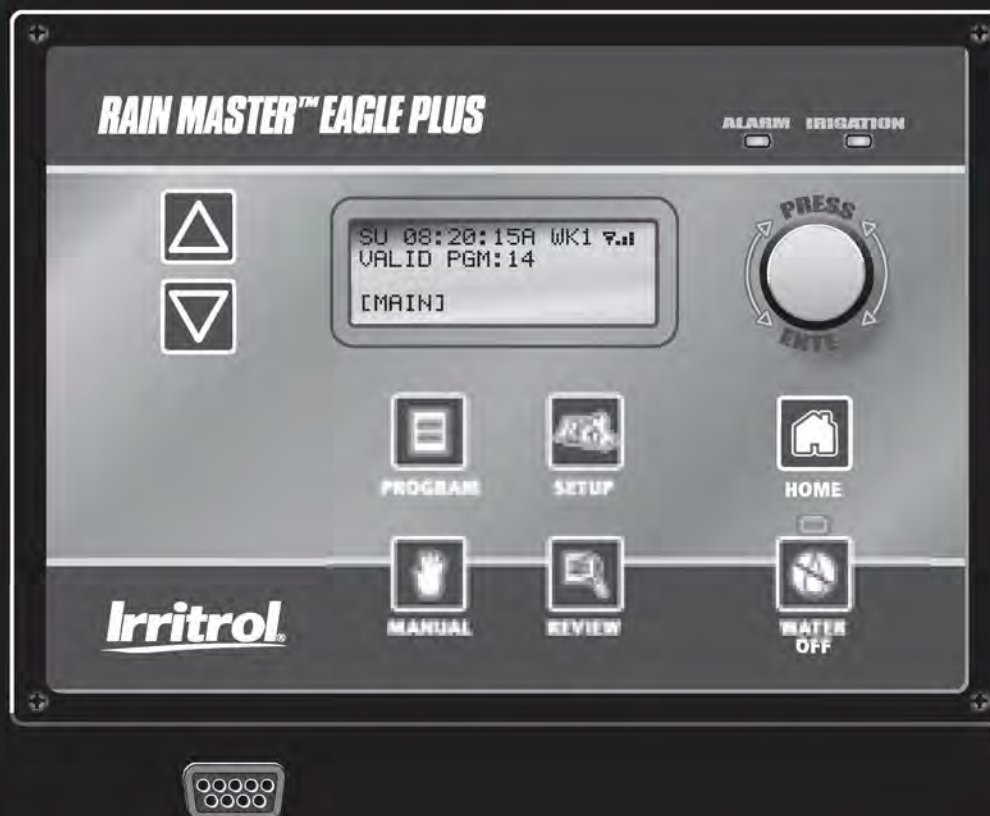 RAIN MASTER™ EAGLE PLUS
ALARM IRIGATION
PRESS
SU 08:20:15A WK1
VALID PGM:14
[MAIN]
ENTE
PROGRAM SETUP HOME
Irritrol®
MANUAL REVIEW WATER
OFF